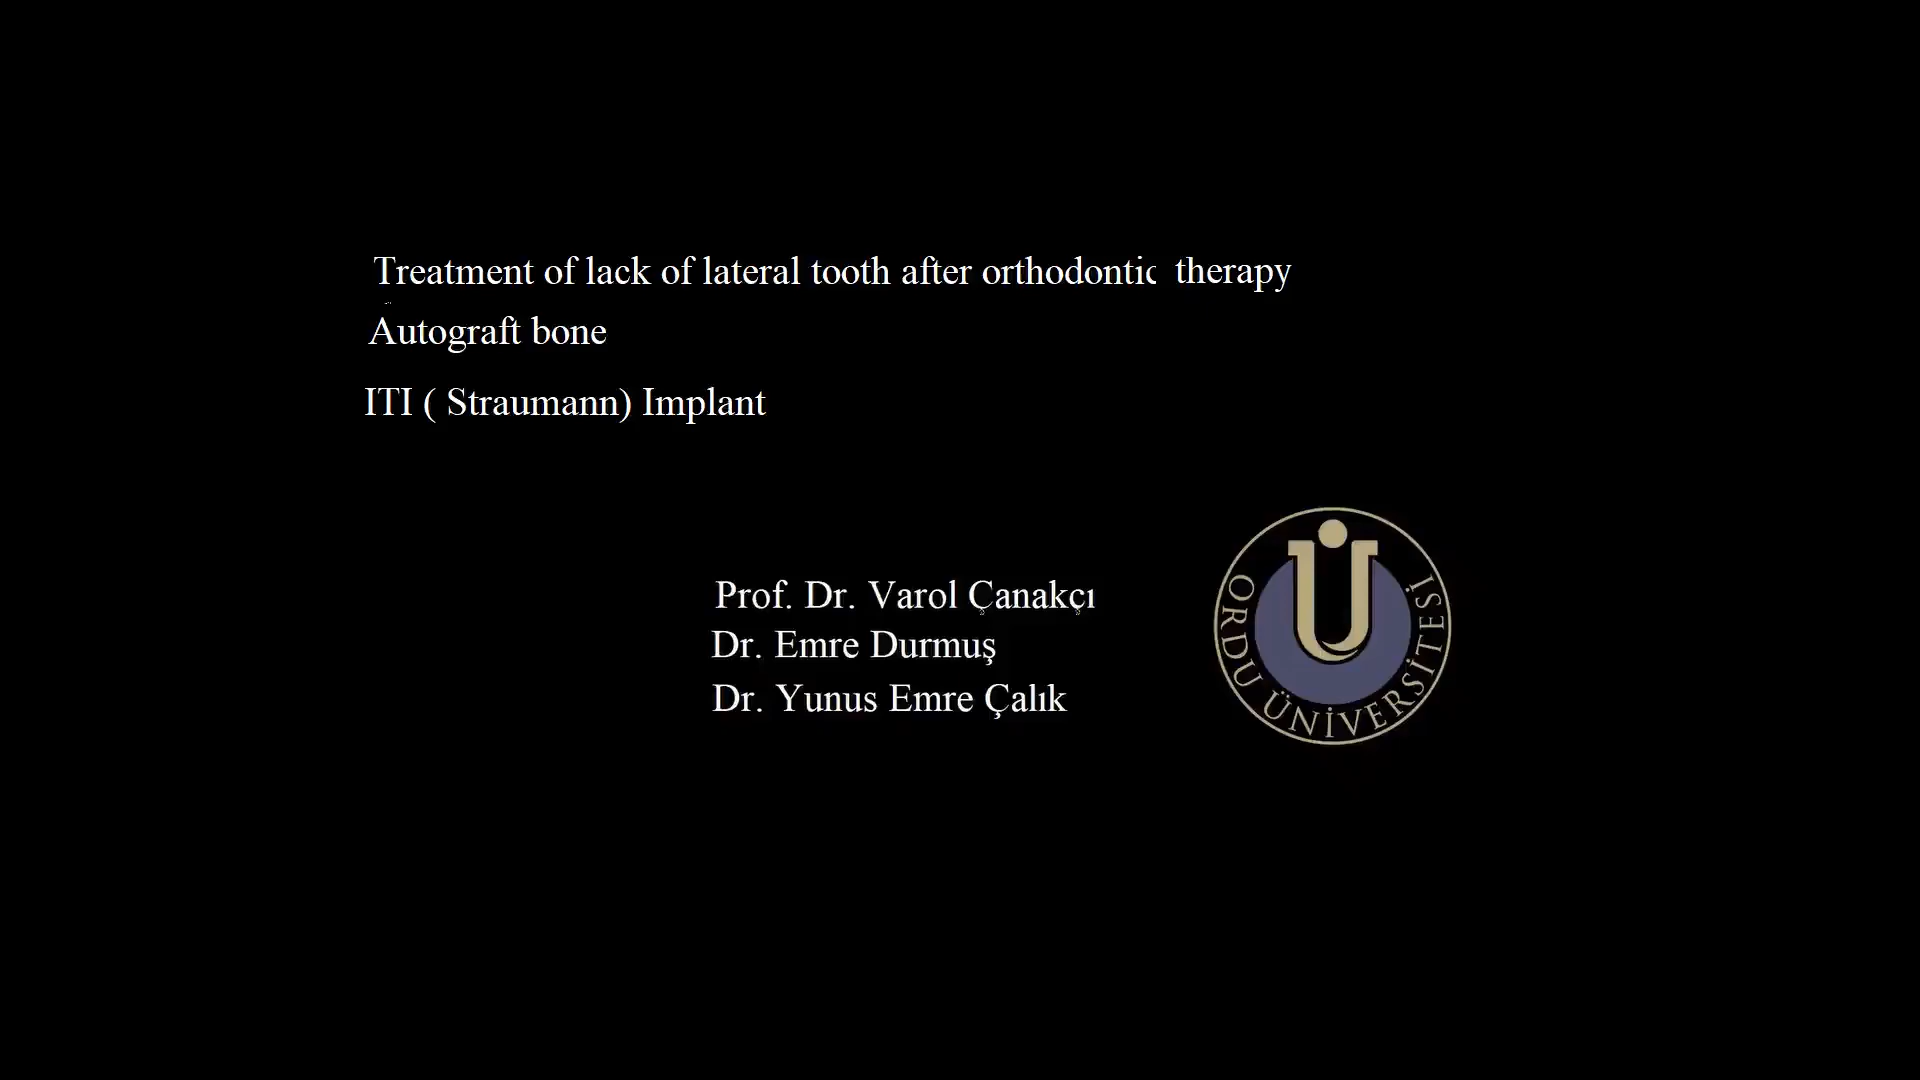 Treatment of lack of lateral tooth after orthodontic therapy
Autograft bone
ITI ( Straumann) Implant
Prof. Dr. Varol Çanakçı
Dr. Emre Durmuş
Dr. Yunus Emre Çalık
ORDU ÜNİVERSİTESİ